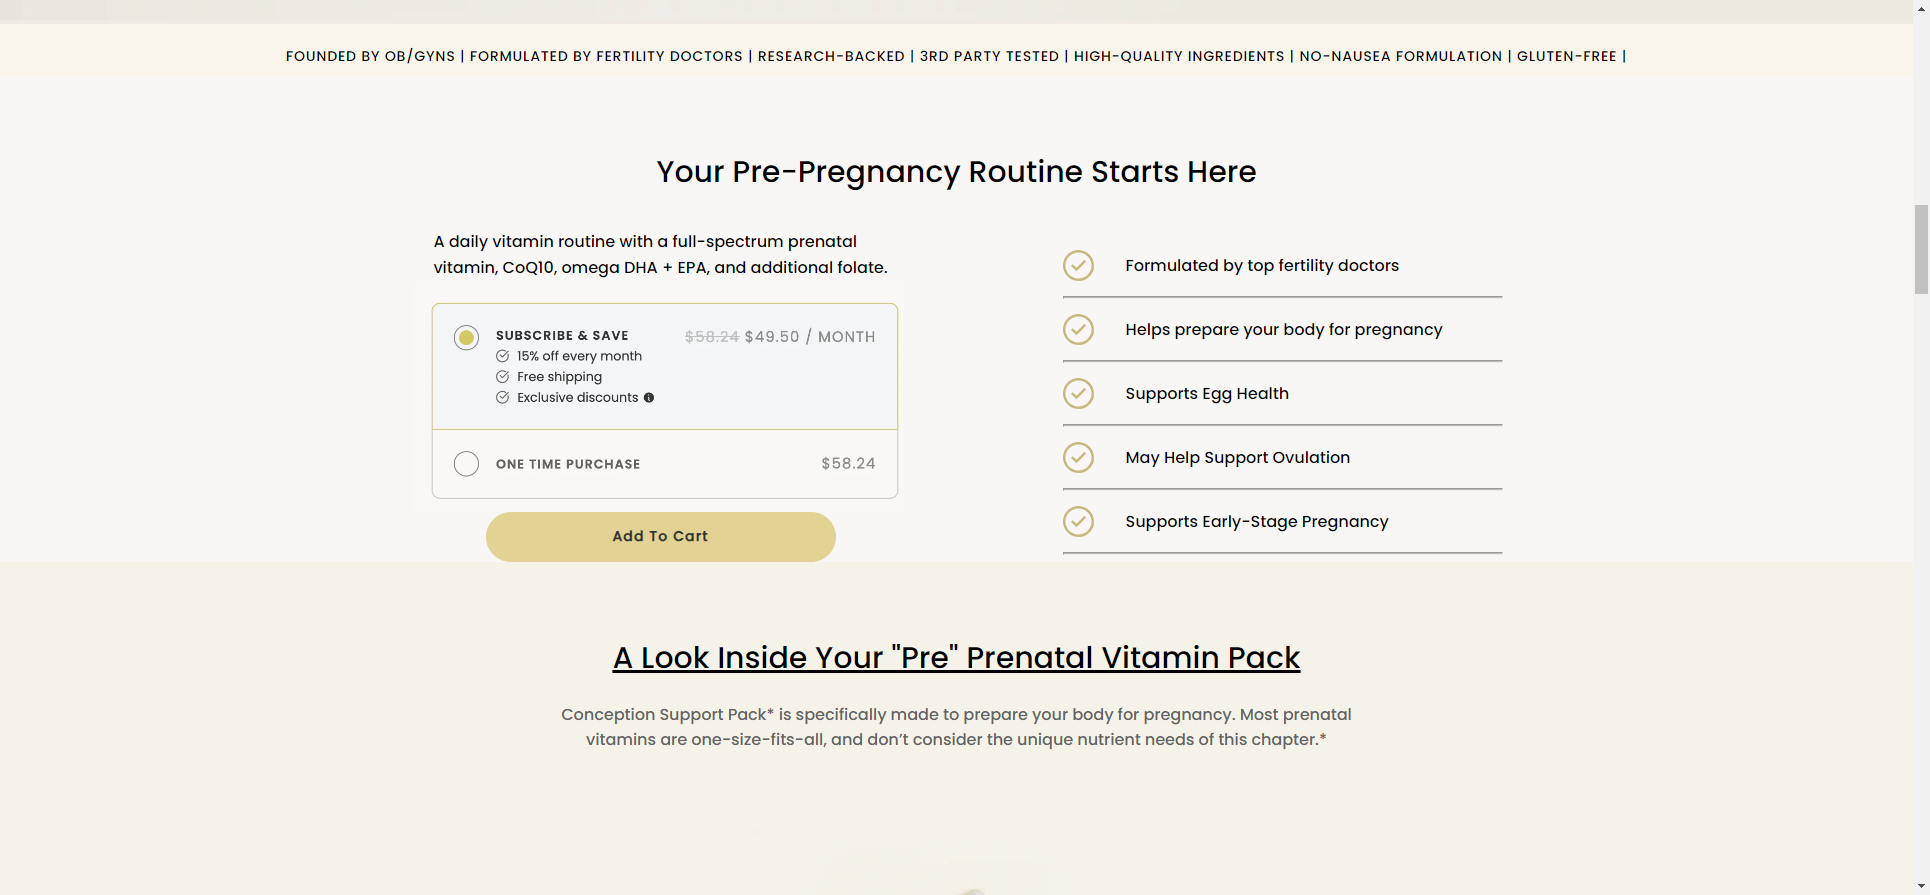 FOUNDED BY OB/GYNS | FORMULATED BY FERTILITY DOCTORS | RESEARCH-BACKED | 3RD PARTY TESTED | HIGH-QUALITY INGREDIENTS | NO-NAUSEA FORMULATION | GLUTEN-FREE |
Your Pre-Pregnancy Routine Starts Here
A daily vitamin routine with a full-spectrum prenatal
vitamin, CoQ10, omega DHA + EPA, and additional folate.
SUBSCRIBE & SAVE $58.24 $49.50 / MONTH
15% off every month
Free shipping
Exclusive discounts
ONE TIME PURCHASE $58.24
Add To Cart
Formulated by top fertility doctors
Helps prepare your body for pregnancy
Supports Egg Health
May Help Support Ovulation
Supports Early-Stage Pregnancy
A Look Inside Your "Pre" Prenatal Vitamin Pack
Conception Support Pack* is specifically made to prepare your body for pregnancy. Most prenatal
vitamins are one-size-fits-all, and don’t consider the unique nutrient needs of this chapter.*